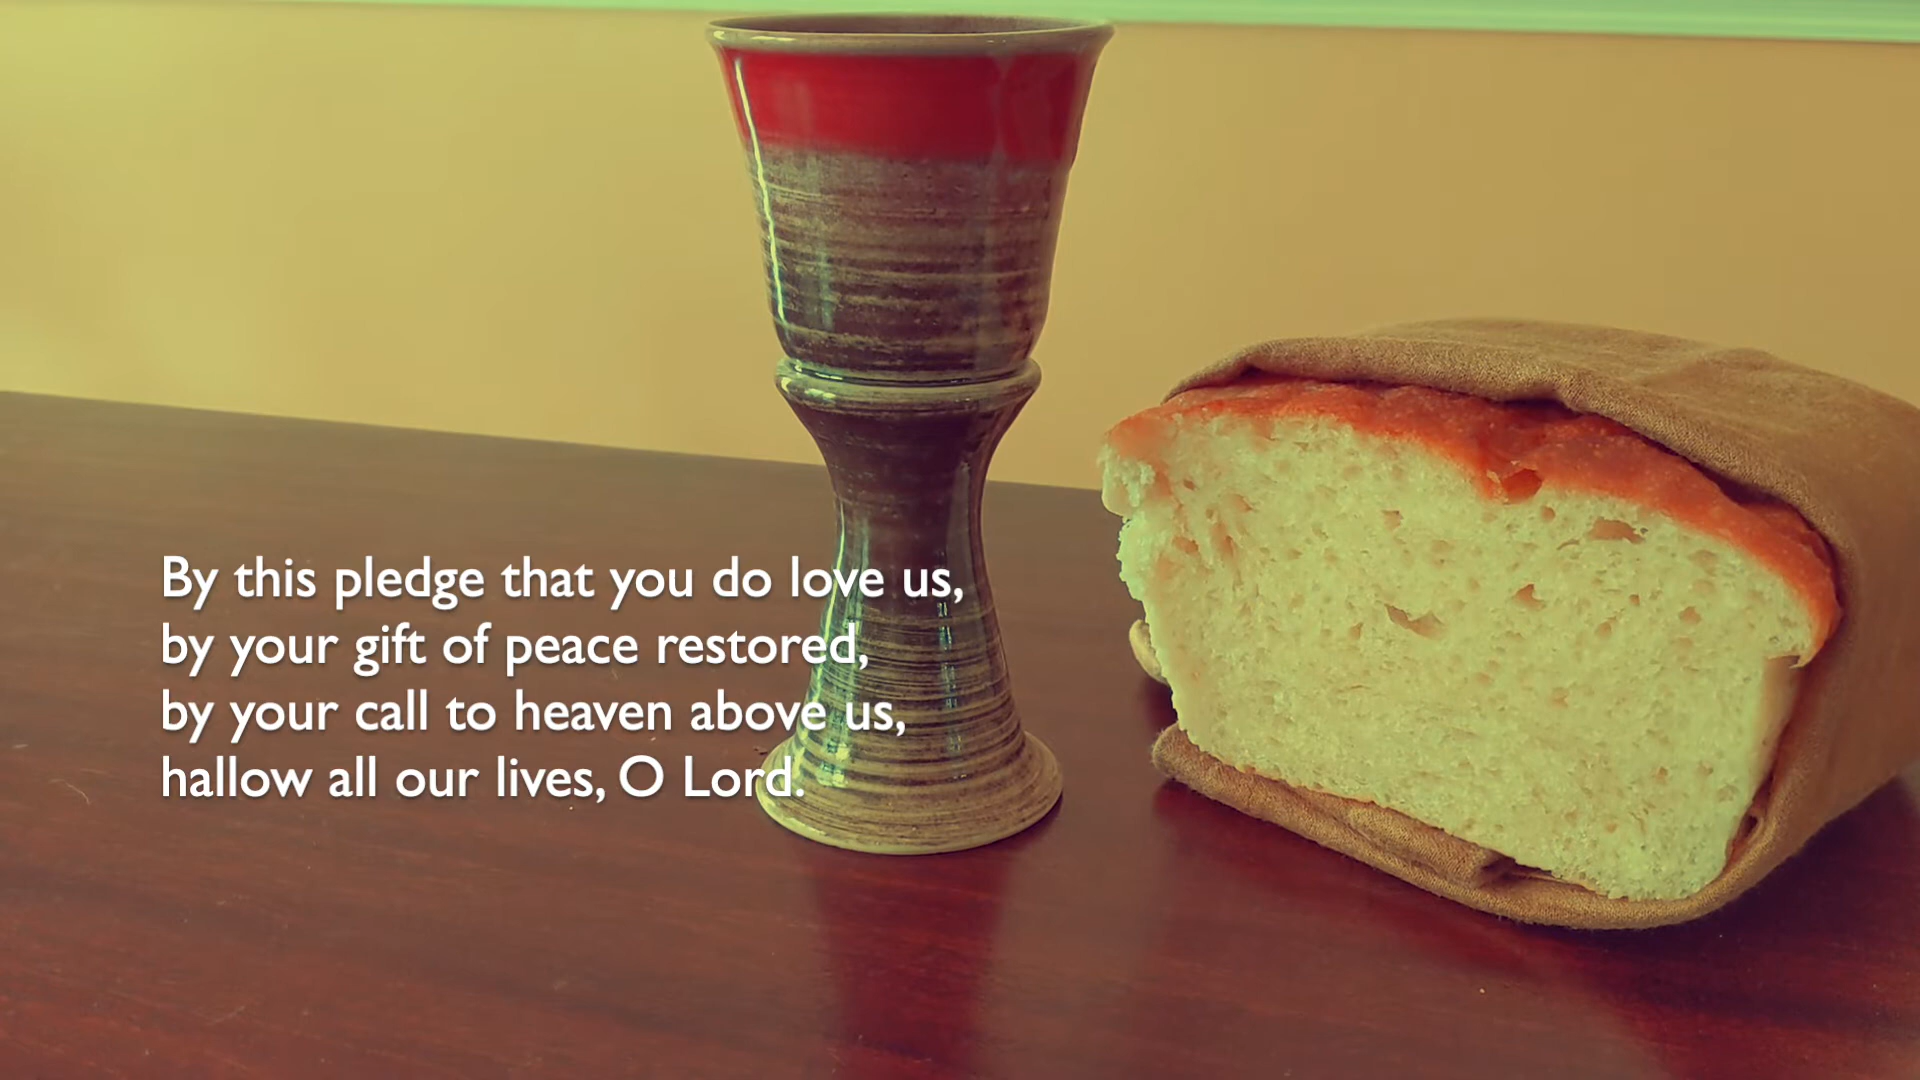 By this pledge that you do love us,
by your gift of peace restored,
by your call to heaven above us,
hallow all our lives, O Lord.